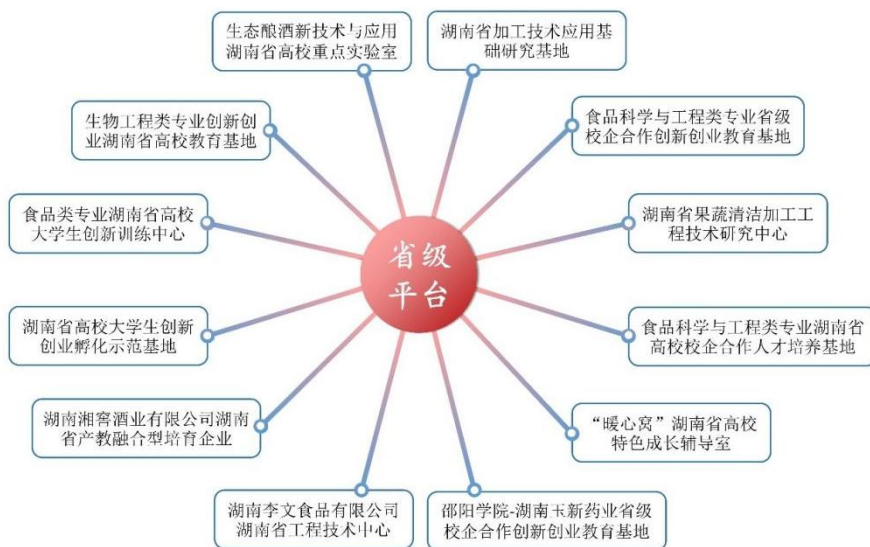 生态酿酒新技术与应用
湖南省高校重点实验室
湖南省加工技术应用基
础研究基地
生物工程类专业创新创
业湖南省高校教育基地
食品科学与工程类专业省级
校企合作创新创业教育基地
食品类专业湖南省高校
大学生创新训练中心
湖南省果蔬清洁加工工
程技术研究中心
省级
平台
湖南省高校大学生创新
创业孵化示范基地
食品科学与工程类专业湖南省
高校校企合作人才培养基地
湖南湘窖酒业有限公司湖南
省产教融合型培育企业
“暖心窝”湖南省高校
特色成长辅导室
湖南李文食品有限公司
湖南省工程技术中心
邵阳学院-湖南玉新药业省级
校企合作创新创业教育基地